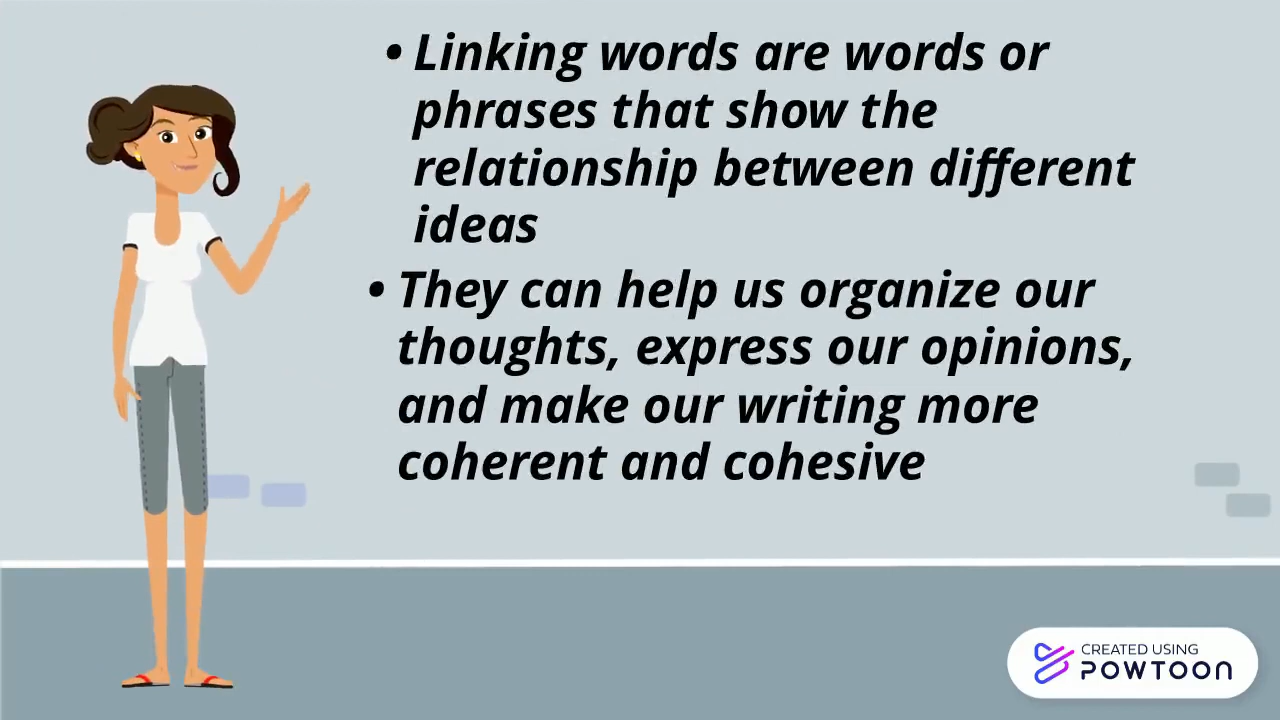 • Linking words are words or
phrases that show the
relationship between different
ideas
• They can help us organize our
thoughts, express our opinions,
and make our writing more
coherent and cohesive
CREATED USING
POWTOON